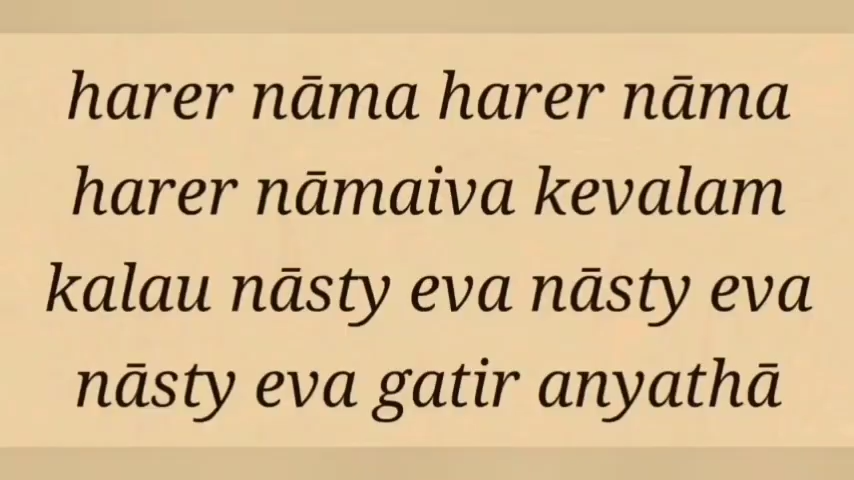 harer nāma harer nāma
harer nāmaiva kevalam
kalau nāsty eva nāsty eva
nāsty eva gatir anyathā